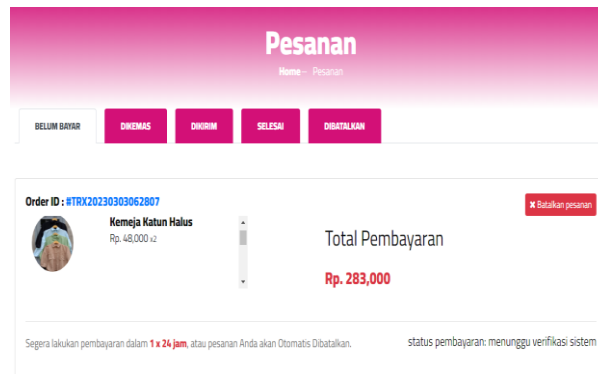 Pesanan
Home – Pesanan
BELUM BAYAR
DIKEMAS
DIKIRIM
SELESAI
DIBATALKAN
Order ID : #TRX20230303062807
× Batalkan pesanan
Kemeja Katun Halus
Rp. 48,000 x2
Total Pembayaran
Rp. 283,000
Segera lakukan pembayaran dalam 1 x 24 jam, atau pesanan Anda akan Otomatis Dibatalkan.
status pembayaran: menunggu verifikasi sistem